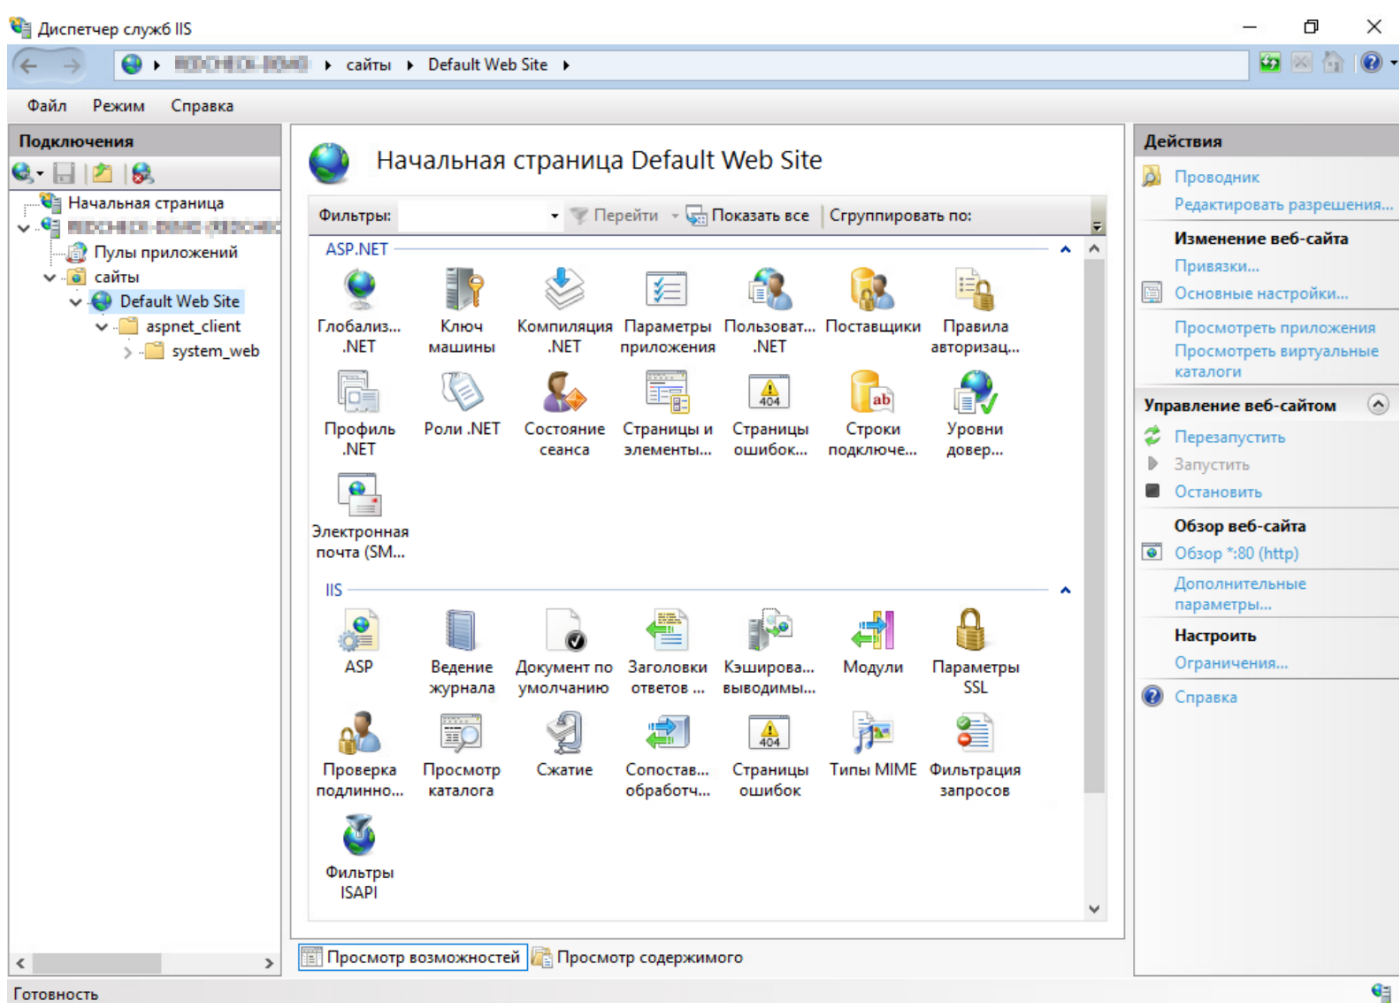 Диспетчер служб IIS
сайты Default Web Site
Файл Режим Справка
Подключения
Начальная страница
Пулы приложений
сайты
Default Web Site
aspnet_client
system_web
Начальная страница Default Web Site
Фильтры: Перейти Показать все Сгруппировать по:
ASP.NET
Глобализ... Ключ Компиляция Параметры Пользоват... Поставщики Правила
.NET машины .NET приложения .NET авторизац...
Профиль Роли .NET Состояние Страницы и Страницы Строки Уровни
.NET сеанса элементы... ошибок... подключе... довер...
404
ab
Электронная
почта (SM...
IIS
ASP Ведение Документ по Заголовки Кэширова... Модули Параметры
журнала умолчанию ответов ... выводимы... SSL
404
Проверка Просмотр Сжатие Сопостав... Страницы Типы MIME Фильтрация
подлинно... каталога обработч... ошибок запросов
Фильтры
ISAPI
Просмотр возможностей Просмотр содержимого
Действия
Проводник
Редактировать разрешения...
Изменение веб-сайта
Привязки...
Основные настройки...
Просмотреть приложения
Просмотреть виртуальные
каталоги
Управление веб-сайтом
Перезапустить
Запустить
Остановить
Обзор веб-сайта
Обзор *:80 (http)
Дополнительные
параметры...
Настроить
Ограничения...
Справка
Готовность